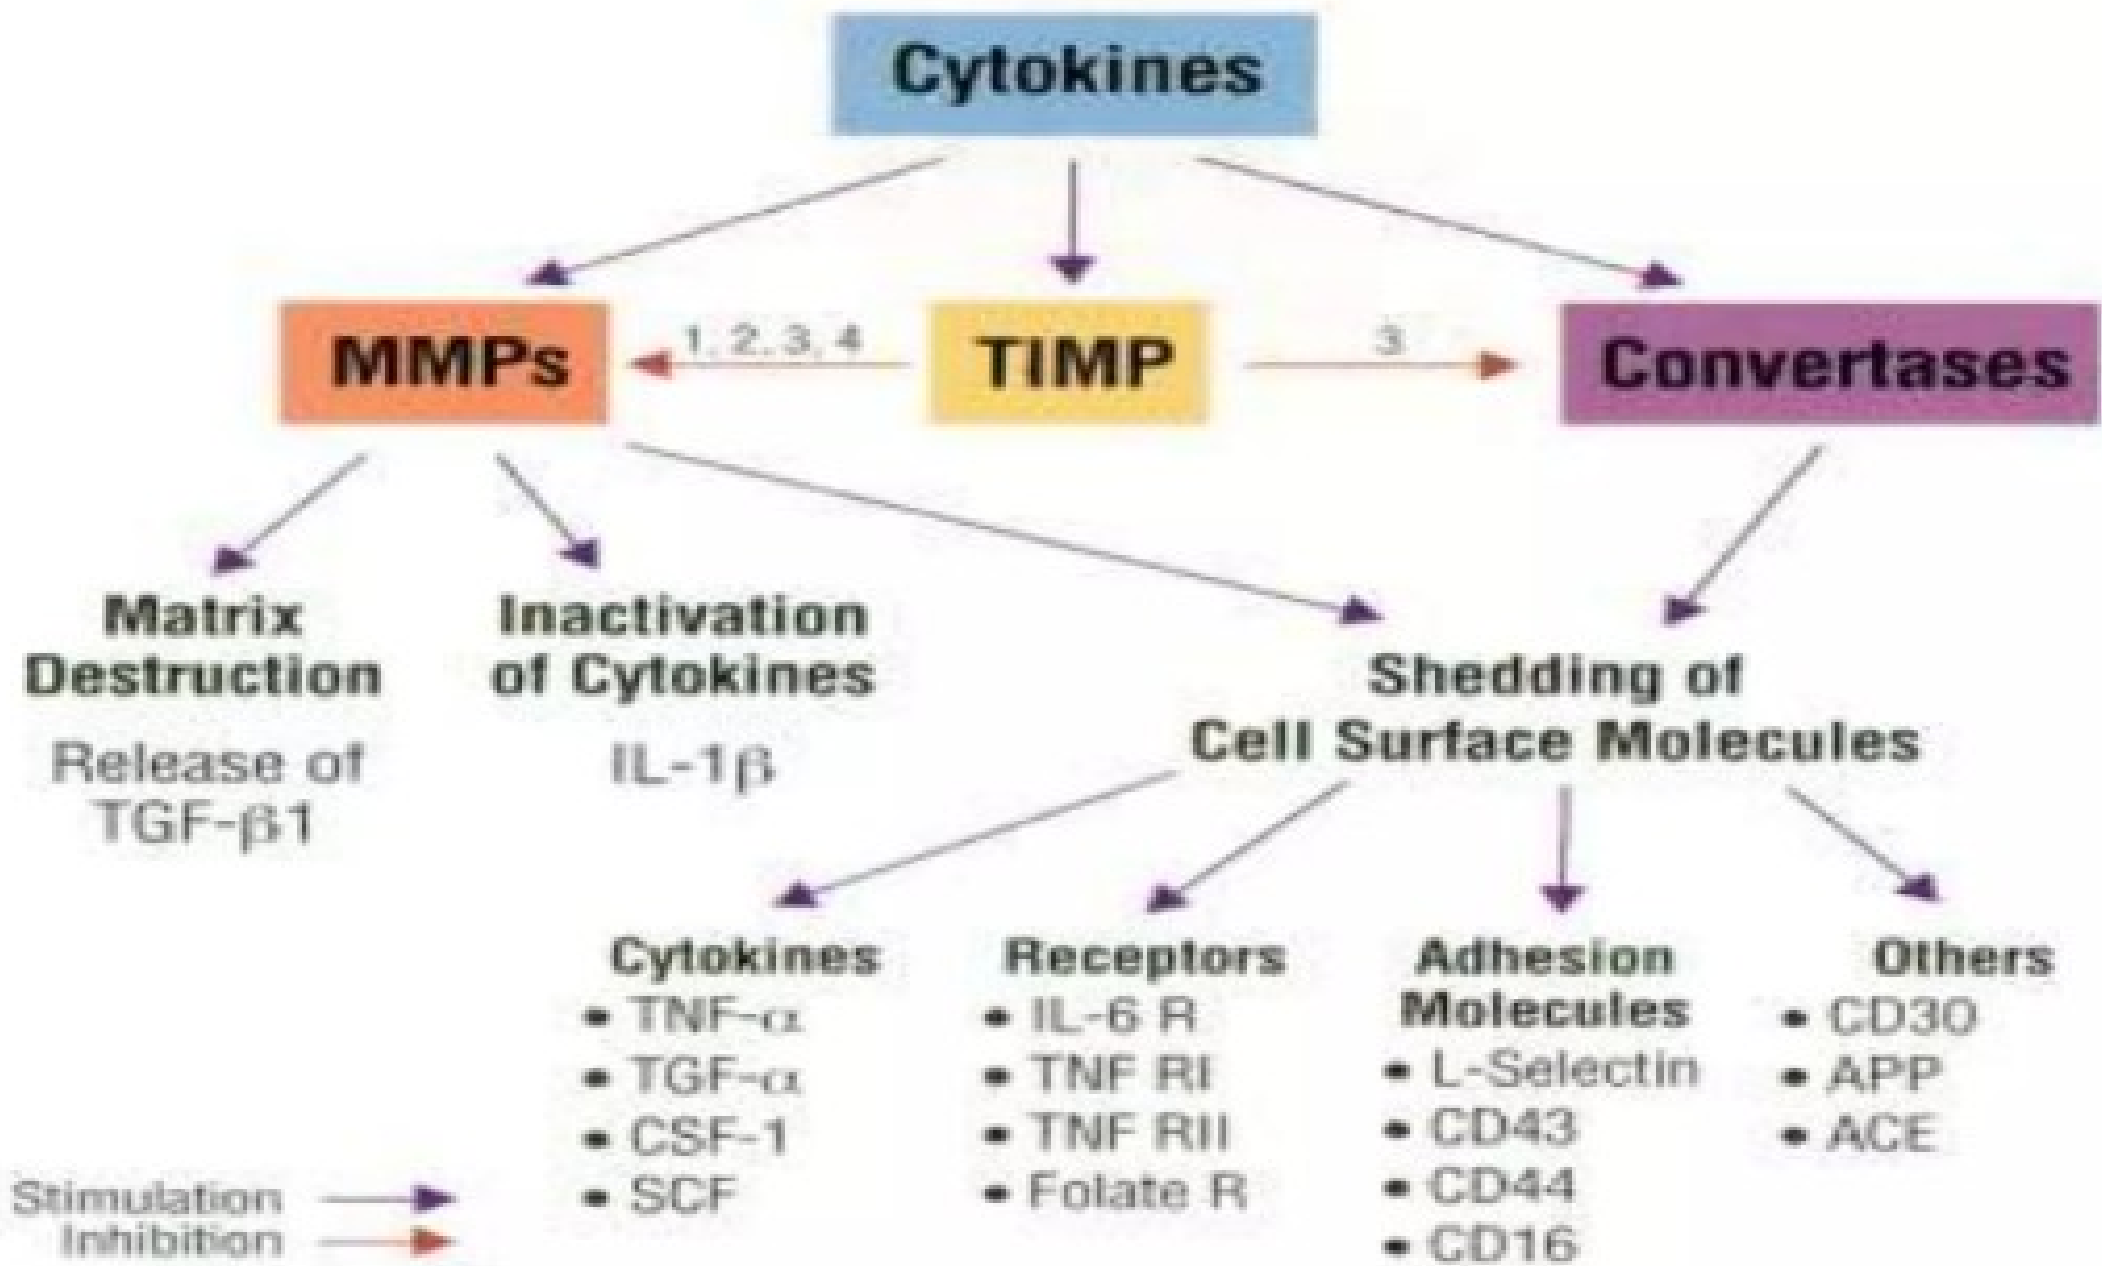 Cytokines
MMPs
1, 2, 3, 4
TIMP
3
Convertases
Matrix
Destruction
Release of
TGF-β1
Inactivation
of Cytokines
IL-1β
Shedding of
Cell Surface Molecules
Cytokines
• TNF-α
• TGF-α
• CSF-1
• SCF
Receptors
• IL-6 R
• TNF RI
• TNF RII
• Folate R
Adhesion
Molecules
• L-Selectin
• CD43
• CD44
• CD16
Others
• CD30
• APP
• ACE
Stimulation
Inhibition